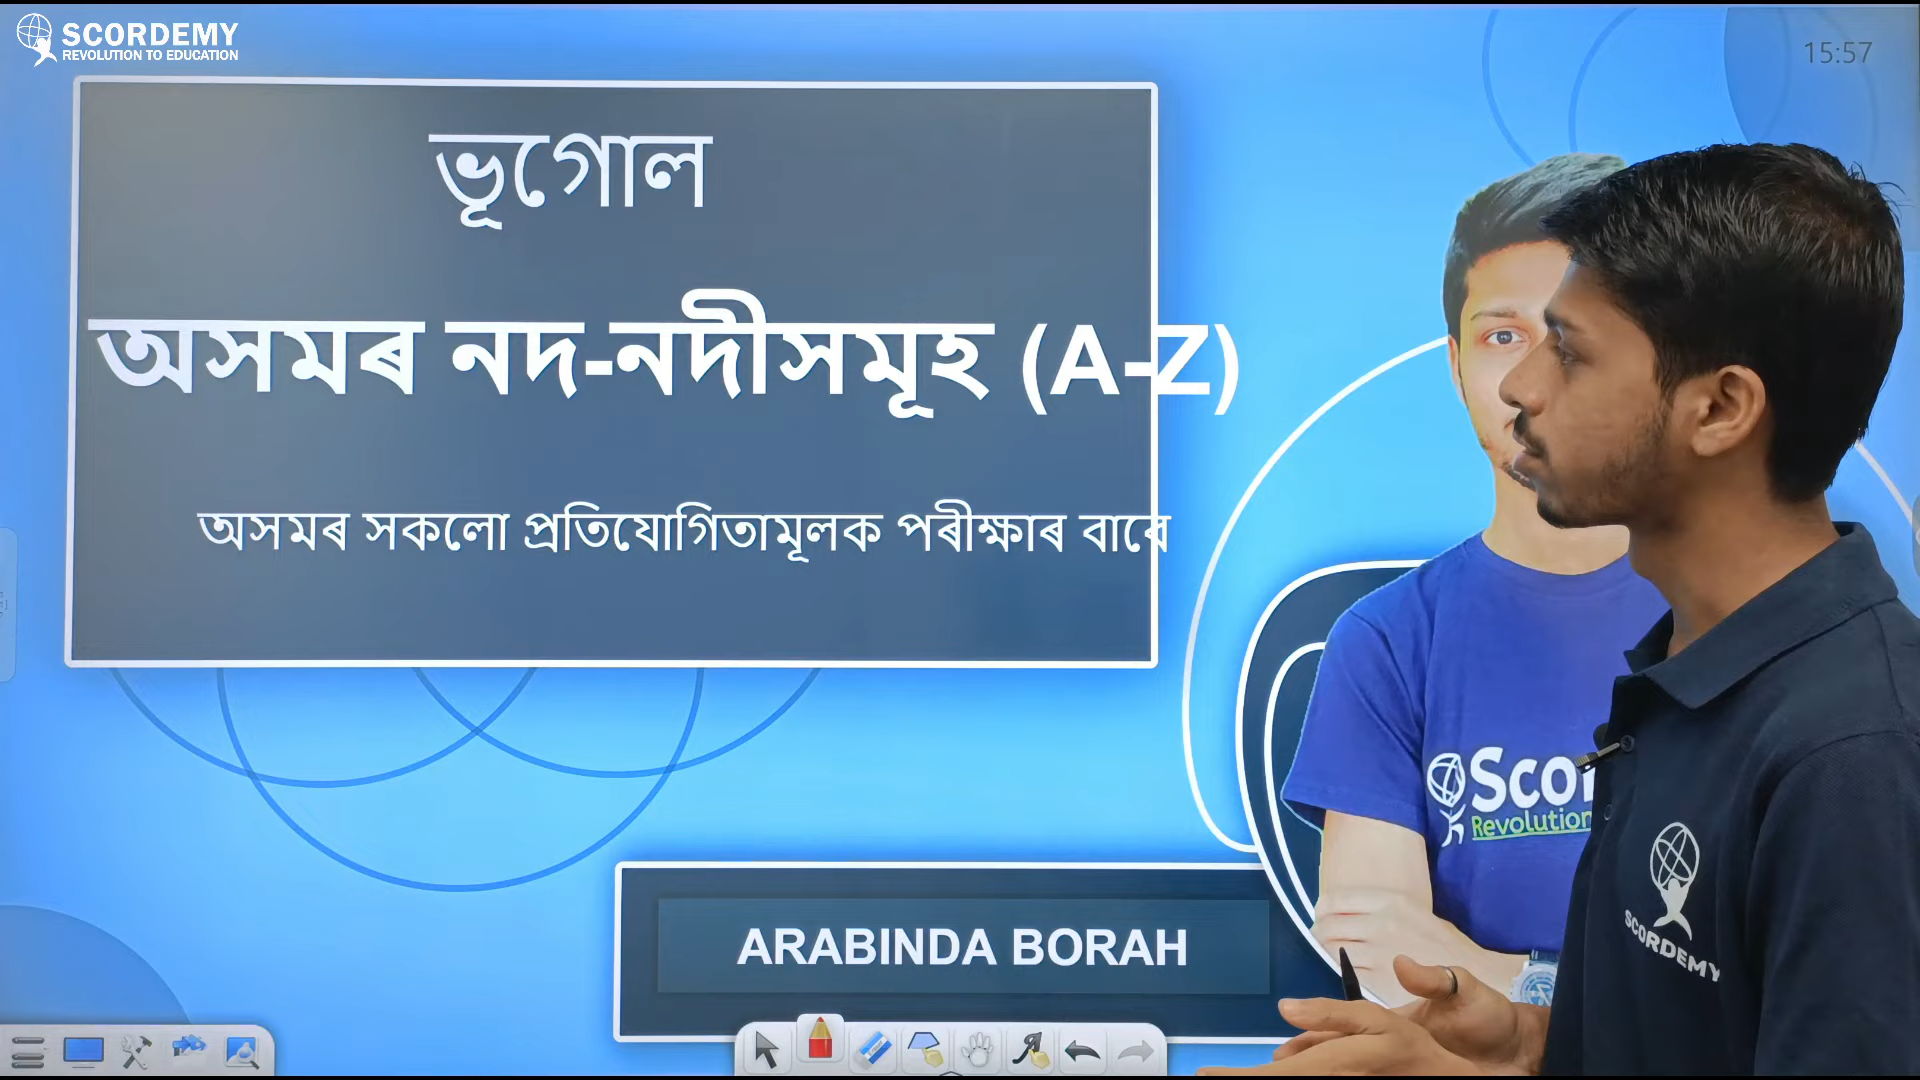 SCORDEMY
REVOLUTION TO EDUCATION
15:57
ভূগোল
অসমৰ নদ-নদীসমূহ (A-Z)
অসমৰ সকলো প্ৰতিযোগিতামূলক পৰীক্ষাৰ বাবে
Scor
Revolution
SCORDEMY
ARABINDA BORAH